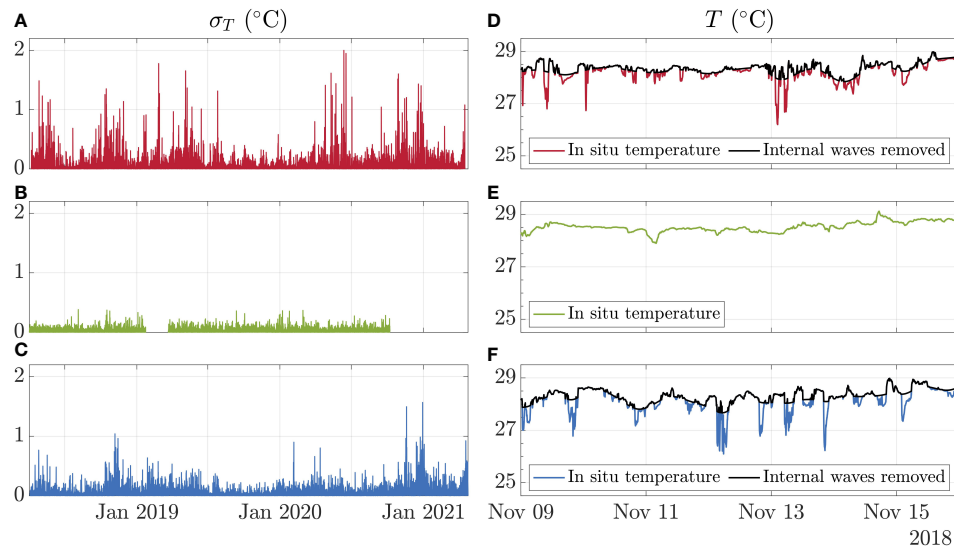 A
σ_T (°C)
2
1
0
B
2
1
0
C
2
1
0
Jan 2019
Jan 2020
Jan 2021
D
T (°C)
29
27
25
In situ temperature
Internal waves removed
E
29
27
25
In situ temperature
F
29
27
25
In situ temperature
Internal waves removed
Nov 09
Nov 11
Nov 13
Nov 15
2018